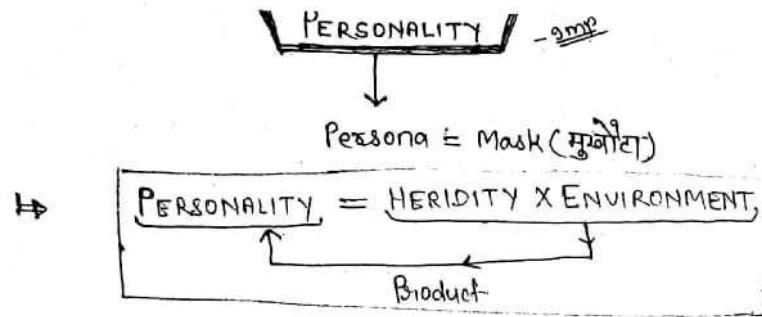 PERSONALITY - Imp
Persona = Mask (मुखौटा)
PERSONALITY = HERIDITY X ENVIRONMENT
Product